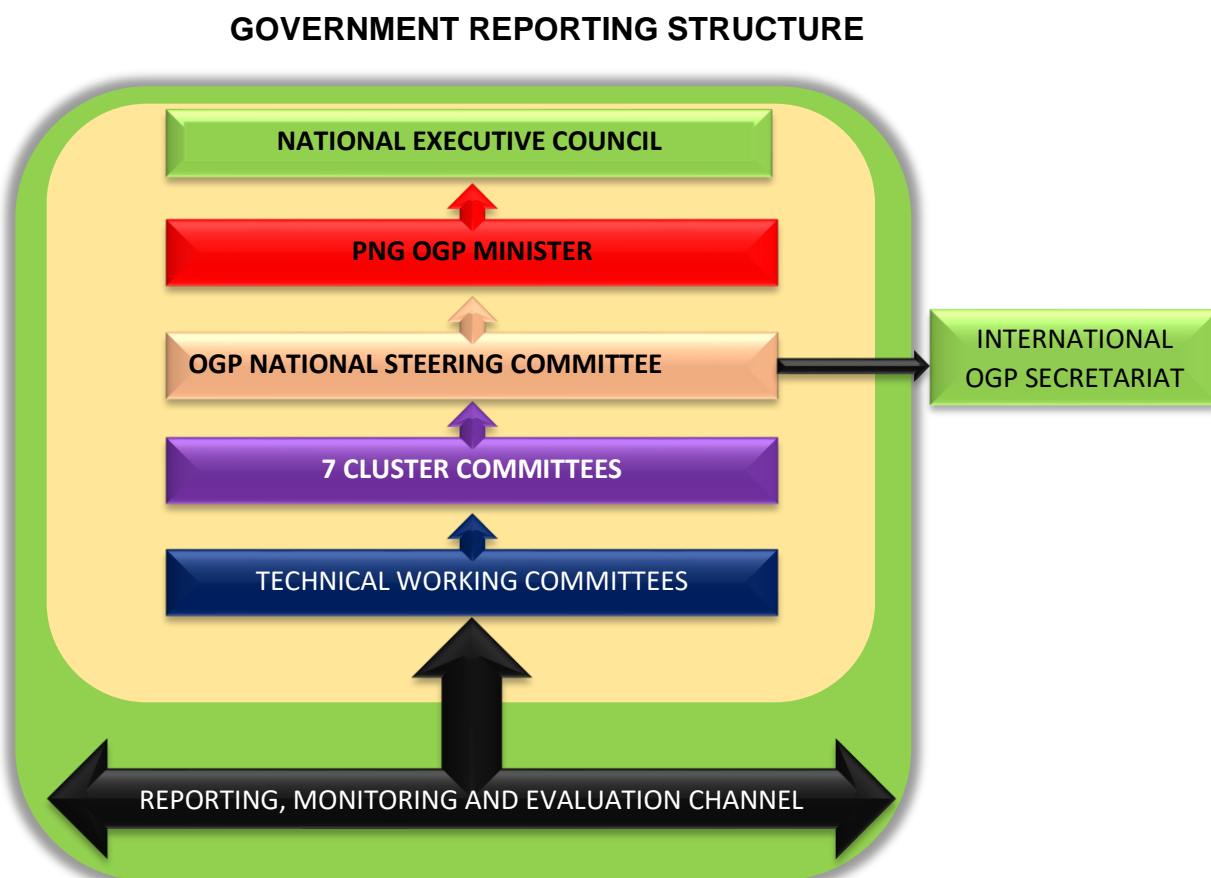 GOVERNMENT REPORTING STRUCTURE
NATIONAL EXECUTIVE COUNCIL
PNG OGP MINISTER
OGP NATIONAL STEERING COMMITTEE
INTERNATIONAL
OGP SECRETARIAT
7 CLUSTER COMMITTEES
TECHNICAL WORKING COMMITTEES
REPORTING, MONITORING AND EVALUATION CHANNEL